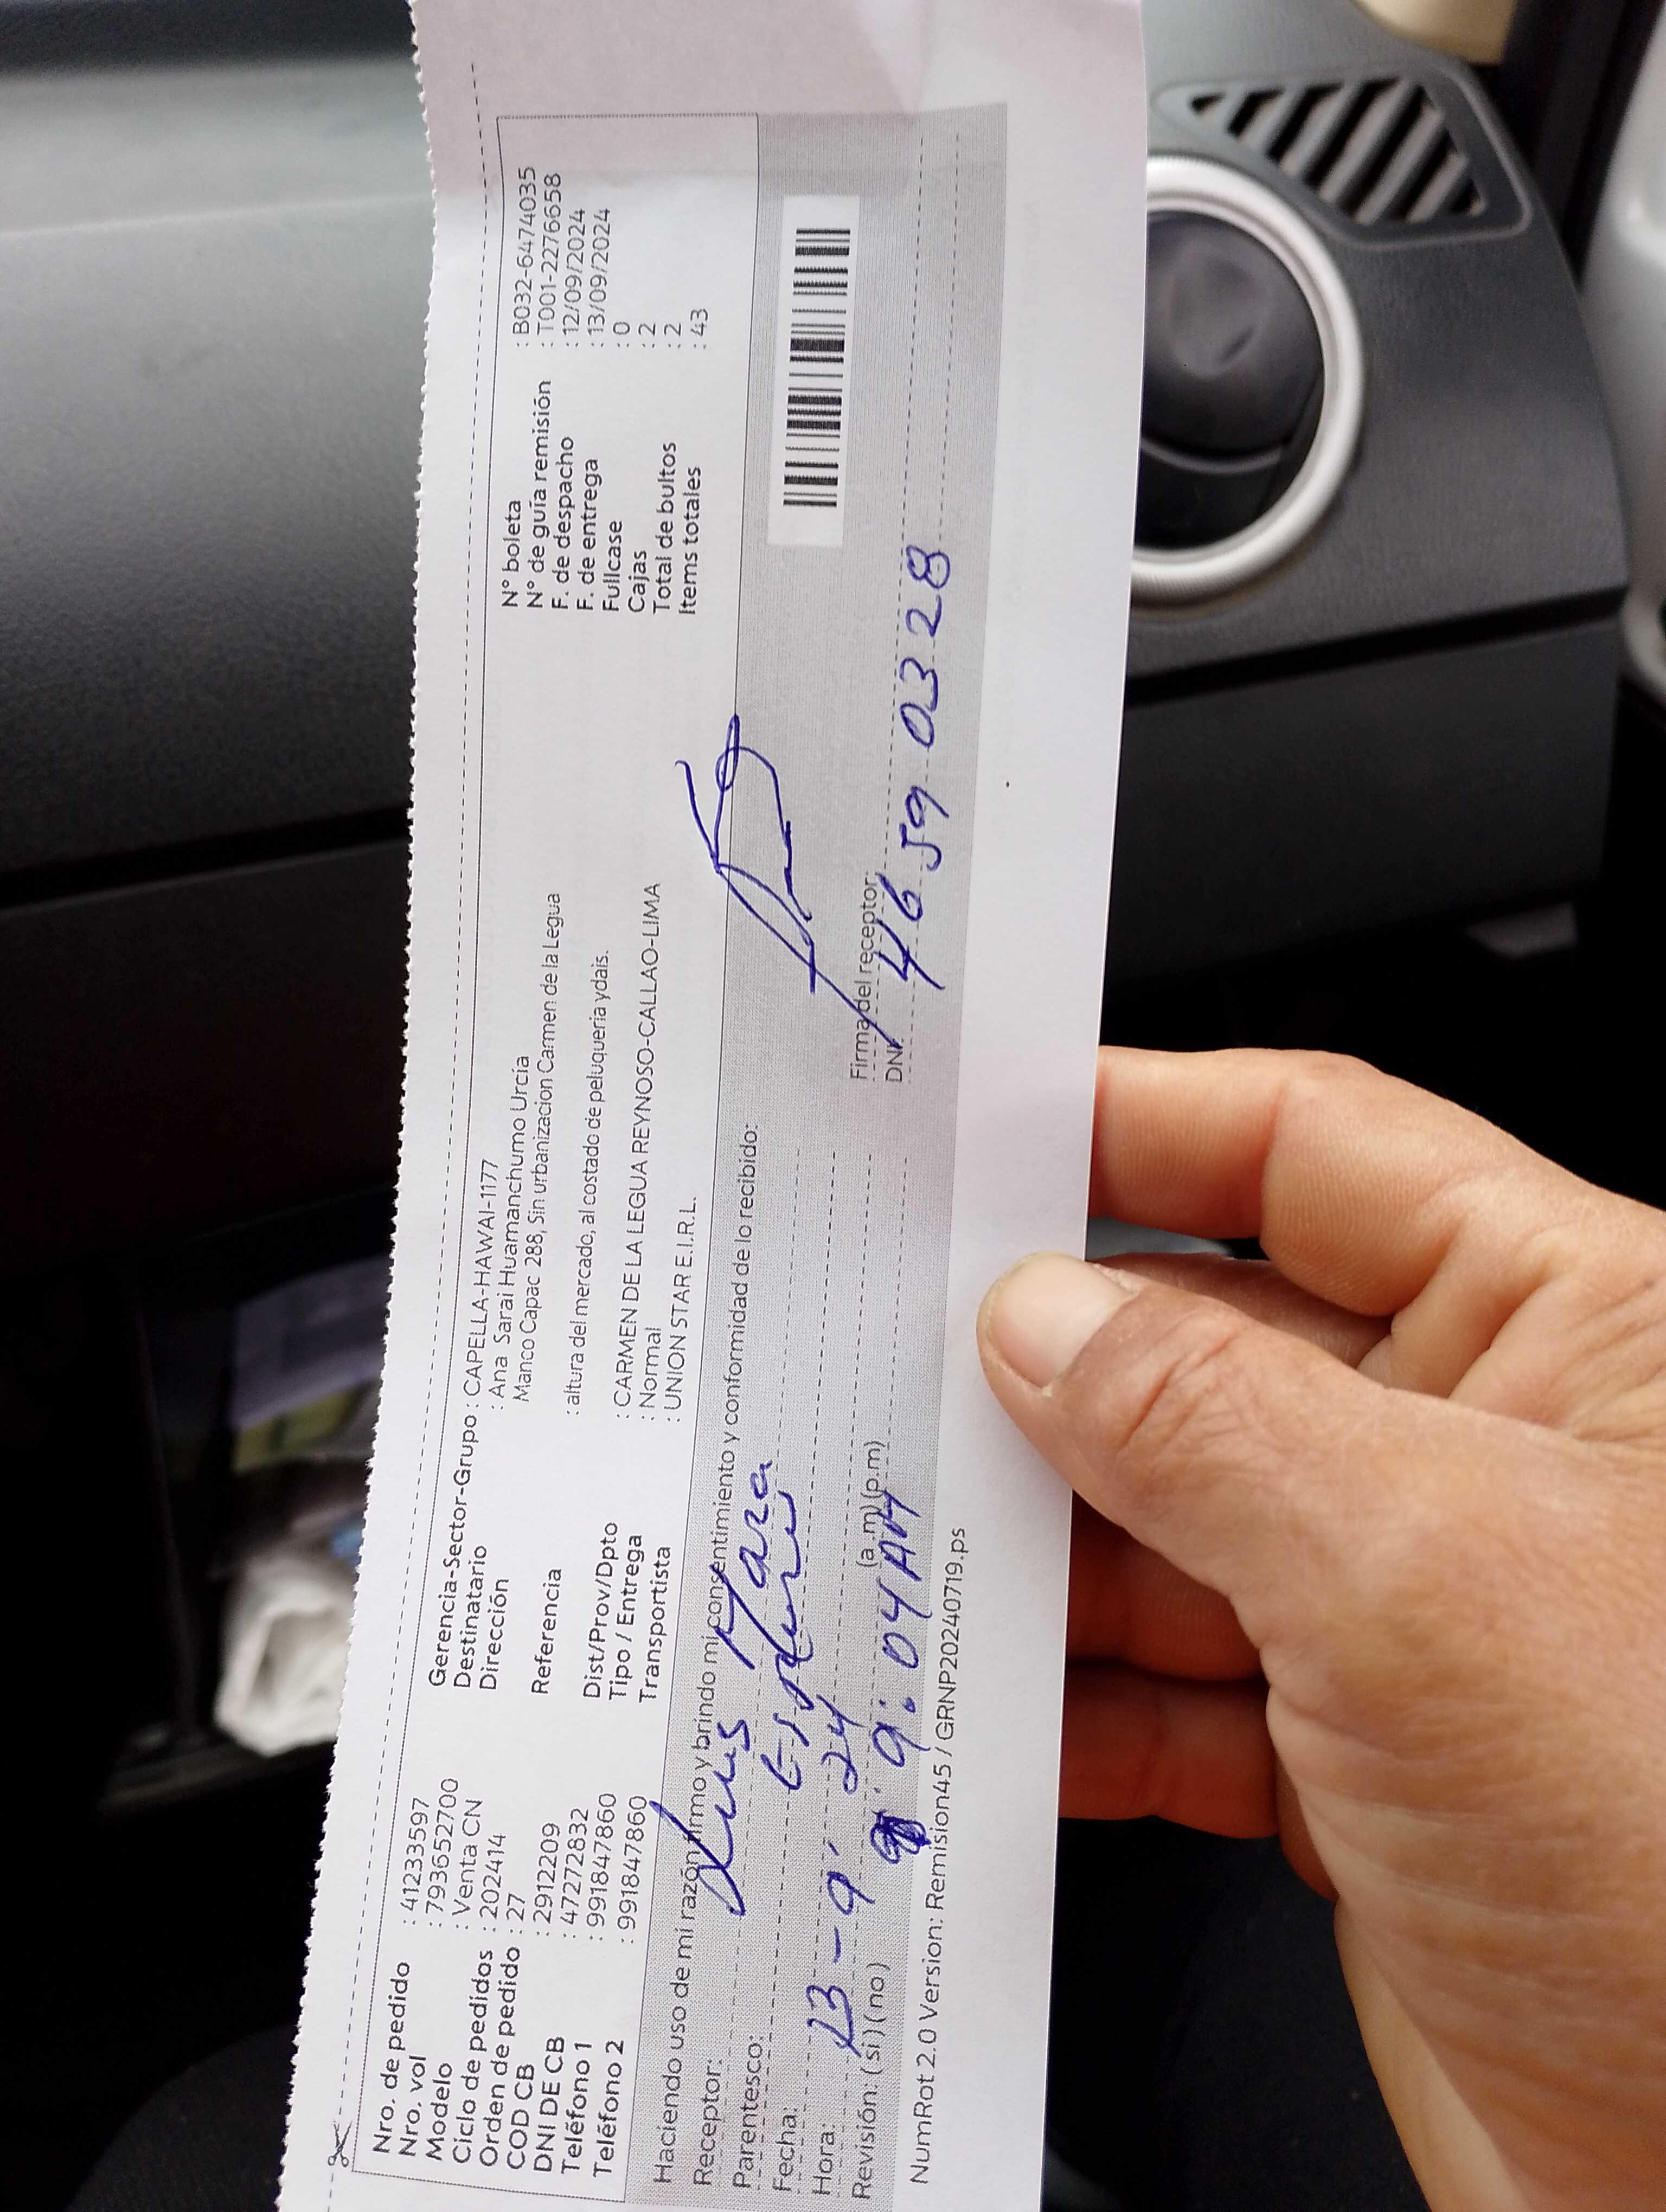 Nro. de pedido : 41233597
Nro. vol : 793652700
Modelo : Venta CN
Ciclo de pedidos : 202414
Orden de pedido : 27
COD CB : 2912209
DNI DE CB : 47272832
Teléfono 1 : 991847860
Teléfono 2 : 991847860
Gerencia-Sector-Grupo : CAPELLA-HAWAI-1177
Destinatario : Ana Sarai Huamanchumo Urcia
Dirección Manco Capac 288, Sin urbanizacion Carmen de la Legua
Referencia : altura del mercado, al costado de peluqueria ydais.
Dist/Prov/Dpto : CARMEN DE LA LEGUA REYNOSO-CALLAO-LIMA
Tipo / Entrega : Normal
Transportista : UNION STAR E.I.R.L.
N° boleta : B032-6474035
N° de guía remisión : T001-2276658
F. de despacho : 12/09/2024
F. de entrega : 13/09/2024
Fullcase : 0
Cajas : 2
Total de bultos : 2
Items totales : 43
Haciendo uso de mi razón firmo y brindo mi consentimiento y conformidad de lo recibido:
Receptor: Luis
Parentesco:
Fecha: 13-9-24
Hora: 9:04 AM (a.m) (p.m)
Revisión: (si) (no)
Firma del receptor:
DNI 46590328
NumRot 2.0 Version: Remision45 / GRNP20240719.ps